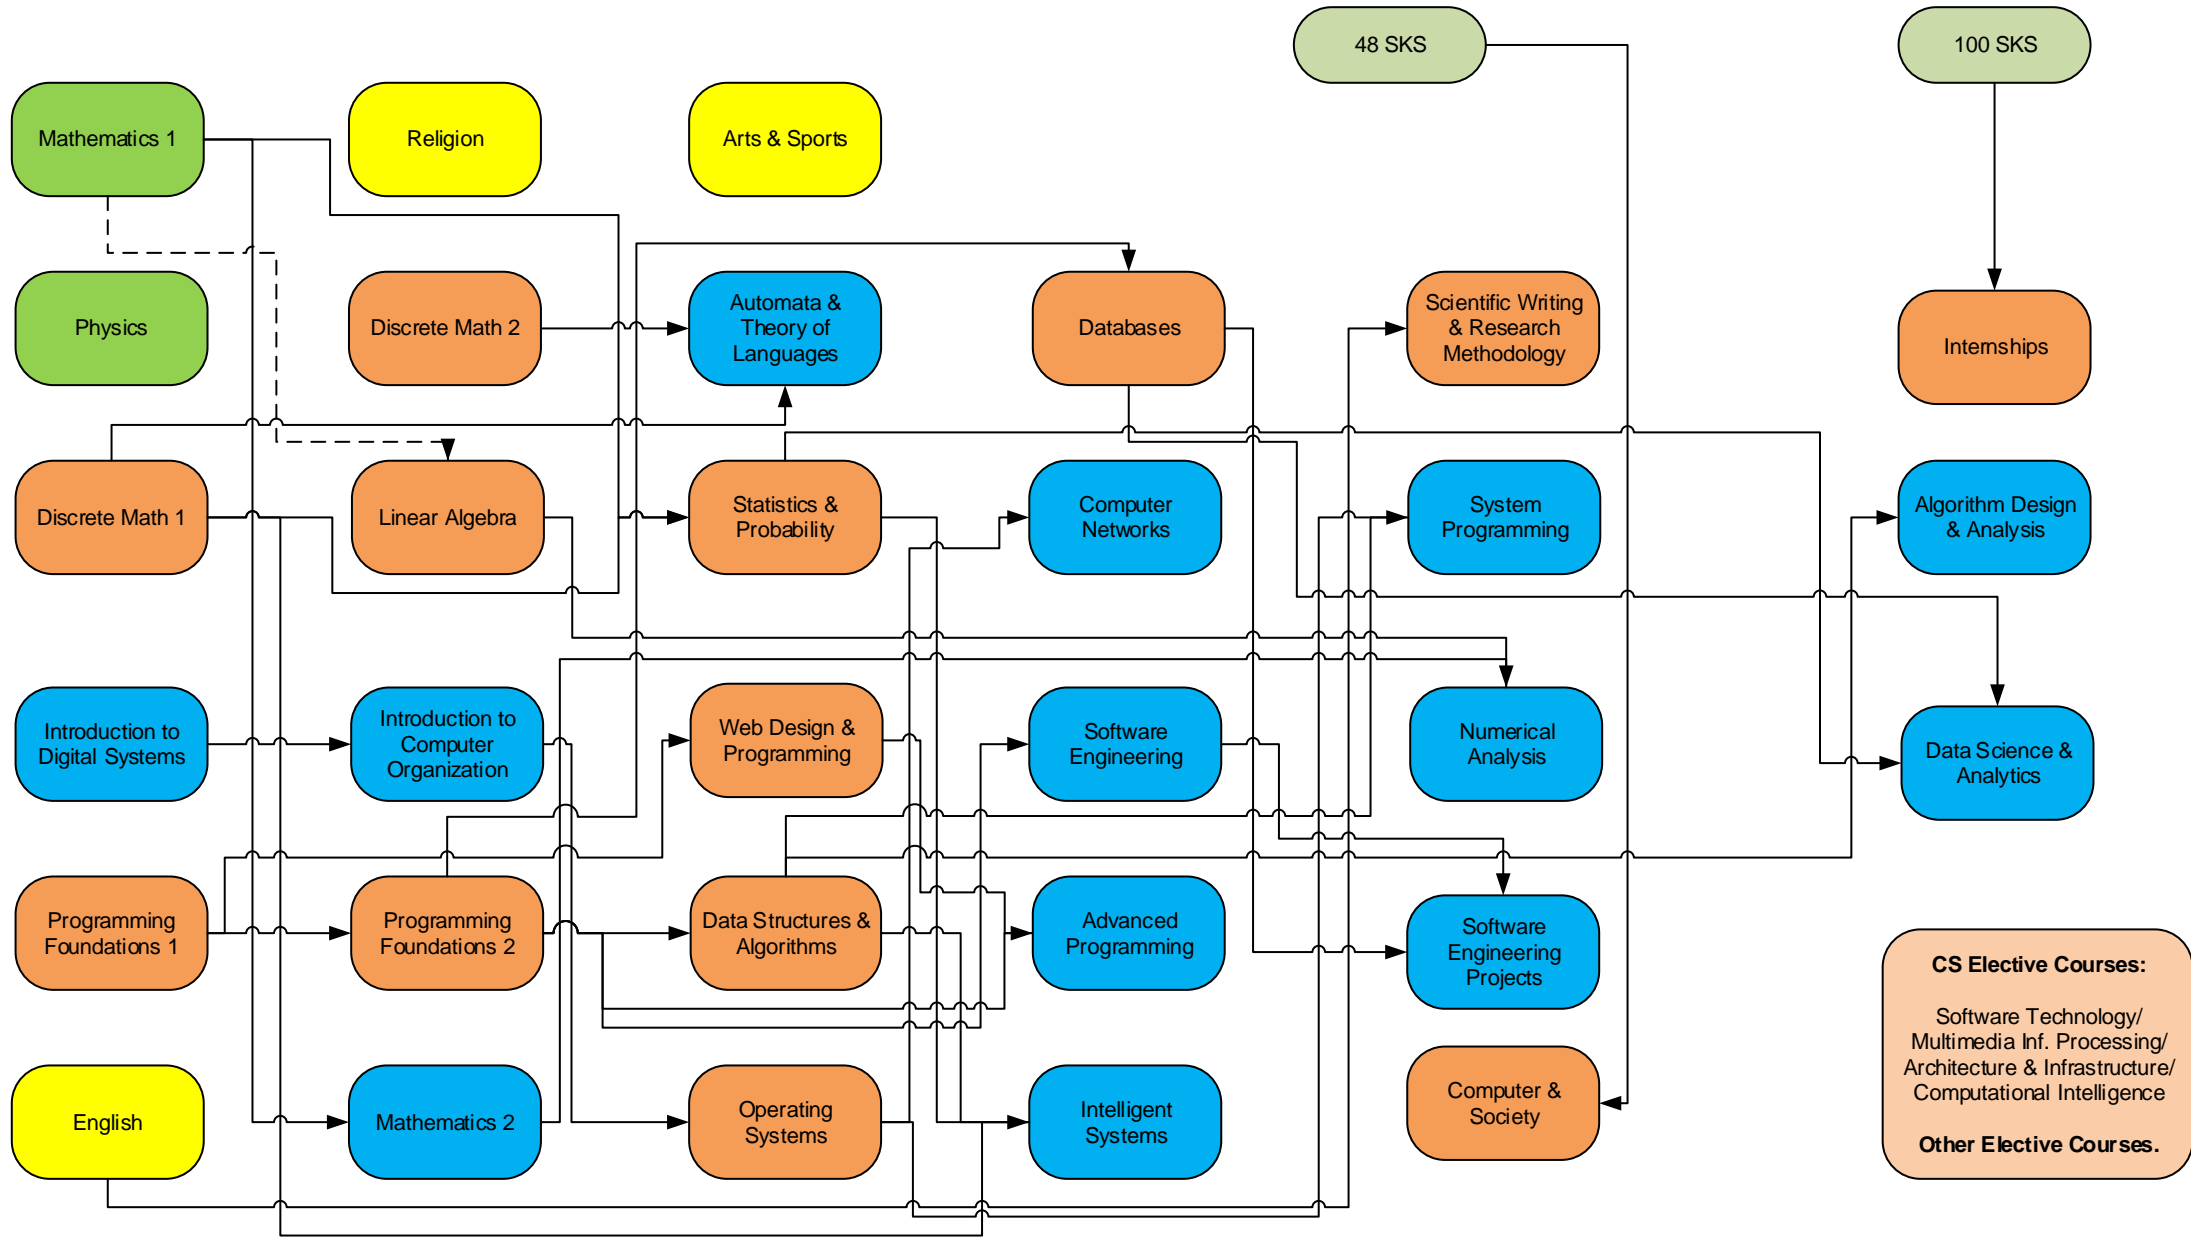 48 SKS
100 SKS
Mathematics 1
Religion
Arts & Sports
Physics
Discrete Math 2
Automata &
Theory of
Languages
Databases
Scientific Writing
& Research
Methodology
Internships
Discrete Math 1
Linear Algebra
Statistics &
Probability
Computer
Networks
System
Programming
Algorithm Design
& Analysis
Introduction to
Digital Systems
Introduction to
Computer
Organization
Web Design &
Programming
Software
Engineering
Numerical
Analysis
Data Science &
Analytics
Programming
Foundations 1
Programming
Foundations 2
Data Structures &
Algorithms
Advanced
Programming
Software
Engineering
Projects
CS Elective Courses:
Software Technology/
Multimedia Inf. Processing/
Architecture & Infrastructure/
Computational Intelligence
Other Elective Courses.
English
Mathematics 2
Operating
Systems
Intelligent
Systems
Computer &
Society